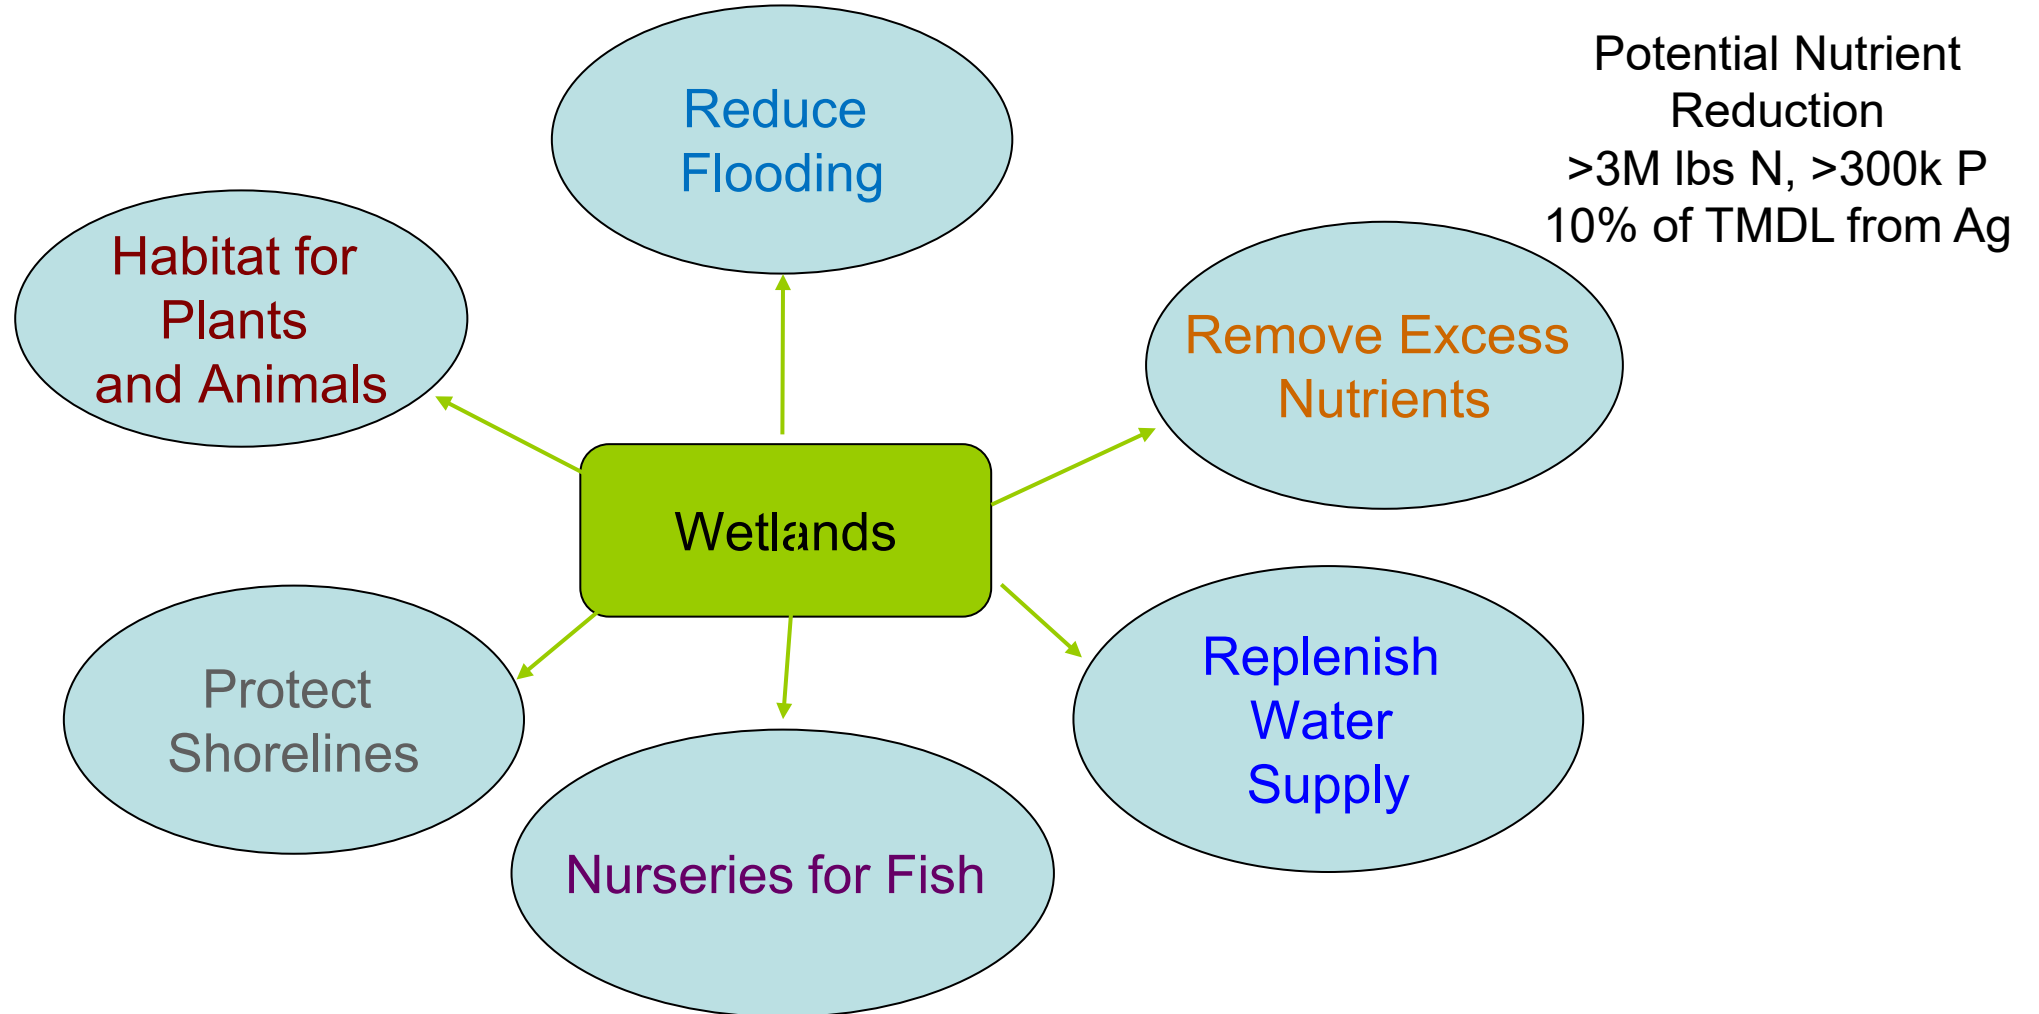 Reduce
Flooding
Potential Nutrient
Reduction
>3M lbs N, >300k P
10% of TMDL from Ag
Habitat for
Plants
and Animals
Remove Excess
Nutrients
Wetlands
Protect
Shorelines
Replenish
Water
Supply
Nurseries for Fish